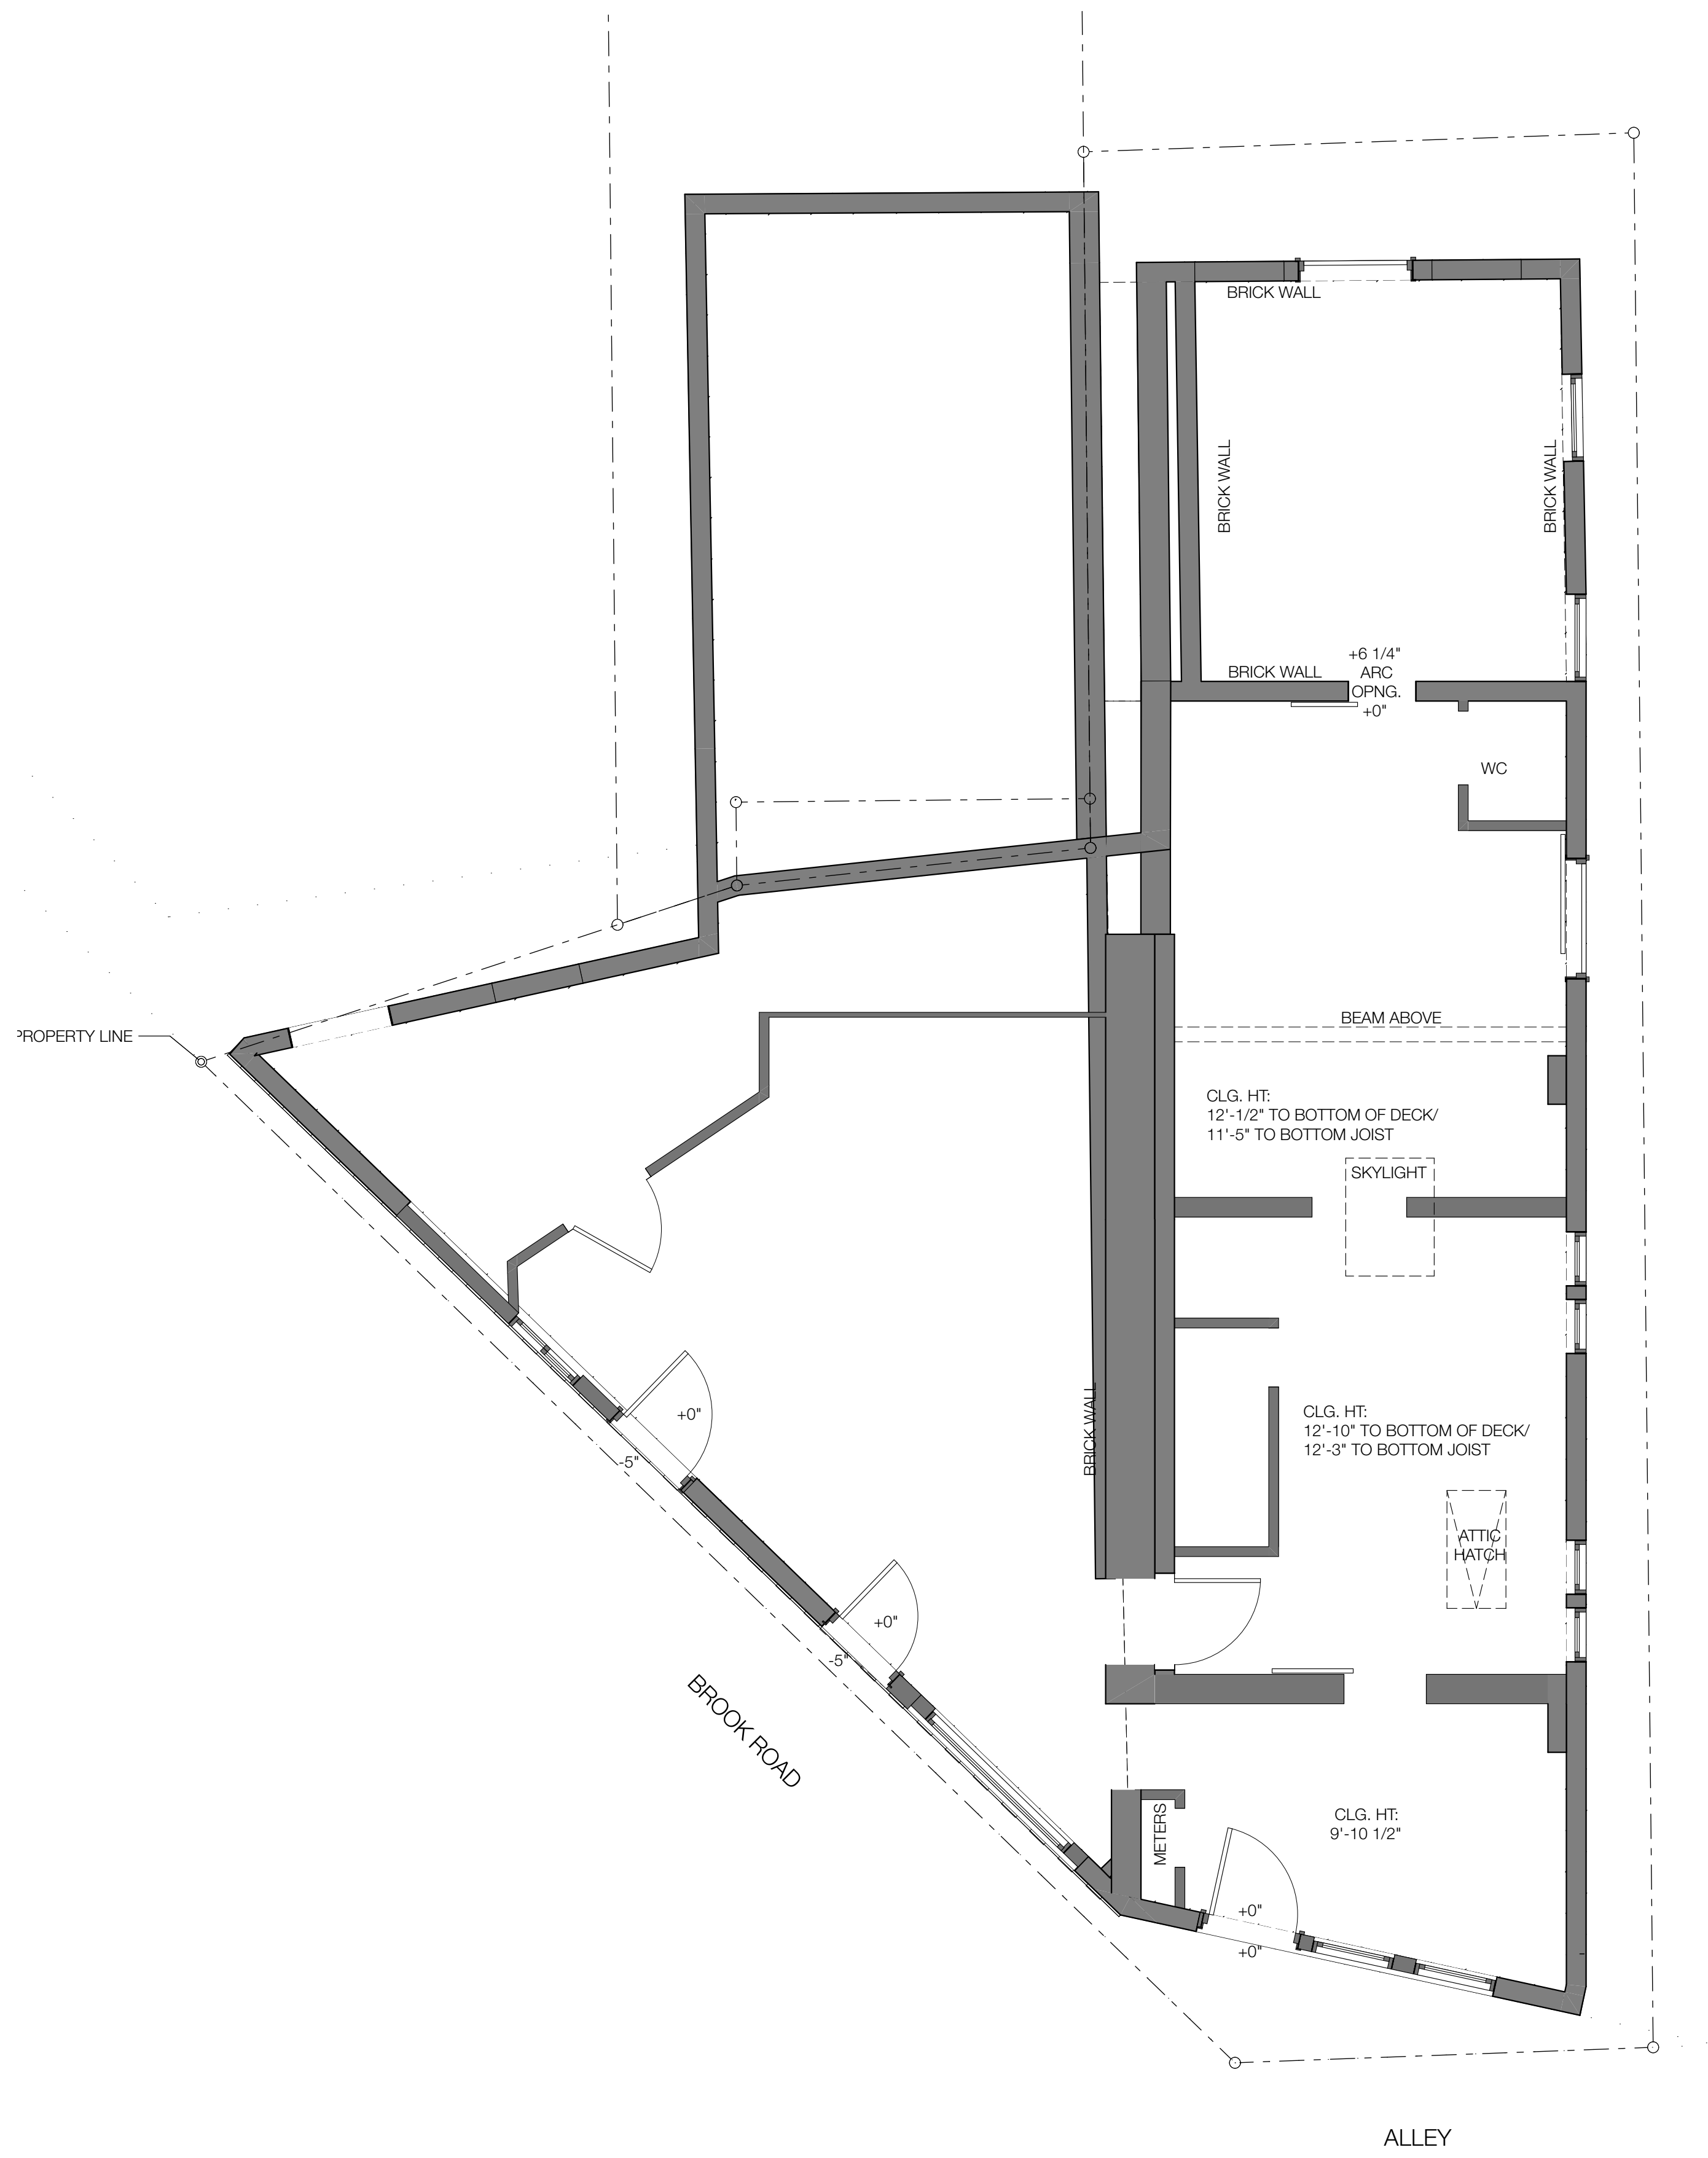 BRICK WALL
BRICK WALL
BRICK WALL
BRICK WALL
+6 1/4"
ARC
OPNG.
+0"
WC
PROPERTY LINE
BEAM ABOVE
CLG. HT:
12'-1/2" TO BOTTOM OF DECK/
11'-5" TO BOTTOM JOIST
SKYLIGHT
BRICK WALL
CLG. HT:
12'-10" TO BOTTOM OF DECK/
12'-3" TO BOTTOM JOIST
+0"
-5"
ATTIC
HATCH
+0"
-5"
BROOK ROAD
METERS
CLG. HT:
9'-10 1/2"
+0"
+0"
ALLEY